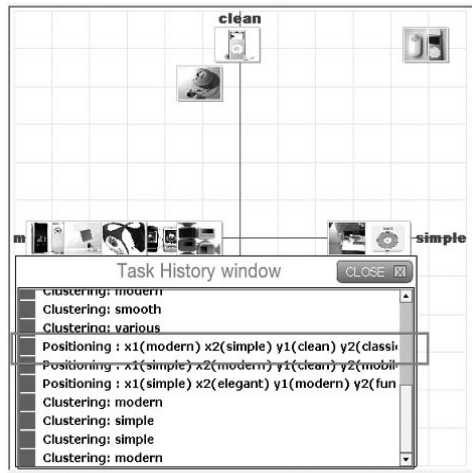 clean
m
simple
Task History window
CLOSE
Clustering: modern
Clustering: smooth
Clustering: various
Positioning : x1(modern) x2(simple) y1(clean) y2(classi
Positioning : x1(simple) x2(modern) y1(clean) y2(mobil
Positioning : x1(simple) x2(elegant) y1(modern) y2(fun
Clustering: modern
Clustering: simple
Clustering: simple
Clustering: modern